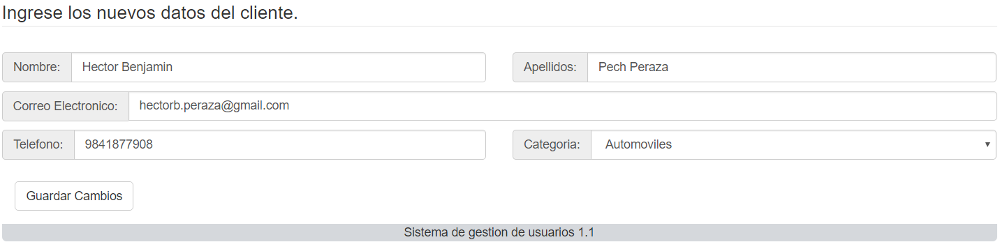 Ingrese los nuevos datos del cliente.
Nombre: Hector Benjamin Apellidos: Pech Peraza
Correo Electronico: hectorb.peraza@gmail.com
Telefono: 9841877908 Categoria: Automoviles
Guardar Cambios
Sistema de gestion de usuarios 1.1